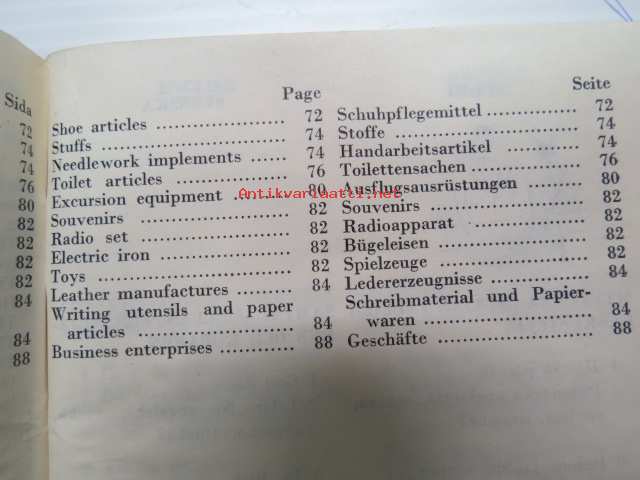 Sida
72
74
74
76
80
82
82
82
82
84
84
88
Page
Shoe articles ........................ 72
Stuffs ................................... 74
Needlework implements ...... 74
Toilet articles ..................... 76
Excursion equipment ............ 80
Souvenirs ............................ 82
Radio set ............................. 82
Electric iron ........................ 82
Toys .................................... 82
Leather manufactures .......... 84
Writing utensils and paper
articles ........................... 84
Business enterprises ............. 88
Seite
Schuhpflegemittel ................ 72
Stoffe ................................... 74
Handarbeitsartikel .............. 74
Toilettensachen .................... 76
Ausflugsausrüstungen .......... 80
Souvenirs ............................ 82
Radioapparat ...................... 82
Bügeleisen ........................... 82
Spielzeuge ........................... 82
Ledererzeugnisse .................. 84
Schreibmaterial und Papier-
waren ............................. 84
Geschäfte ............................. 88
Antikvariaatti.net